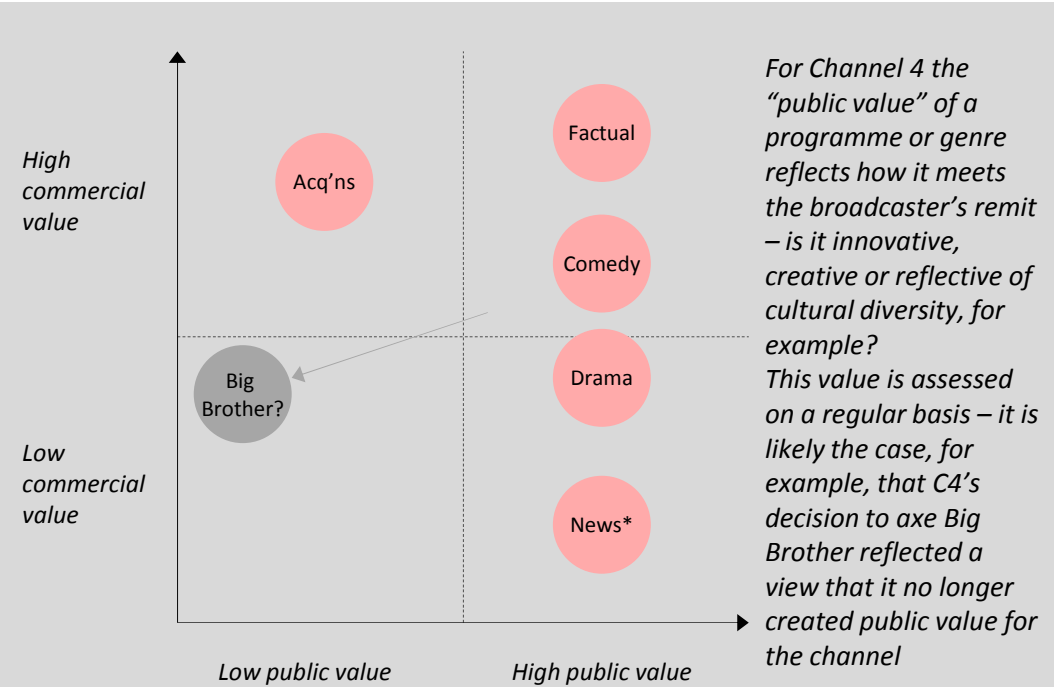 High
commercial
value
Low
commercial
value
Acq'ns
Factual
Comedy
Big
Brother?
Drama
News*
Low public value
High public value
For Channel 4 the
“public value” of a
programme or genre
reflects how it meets
the broadcaster’s remit
– is it innovative,
creative or reflective of
cultural diversity, for
example?
This value is assessed
on a regular basis – it is
likely the case, for
example, that C4’s
decision to axe Big
Brother reflected a
view that it no longer
created public value for
the channel